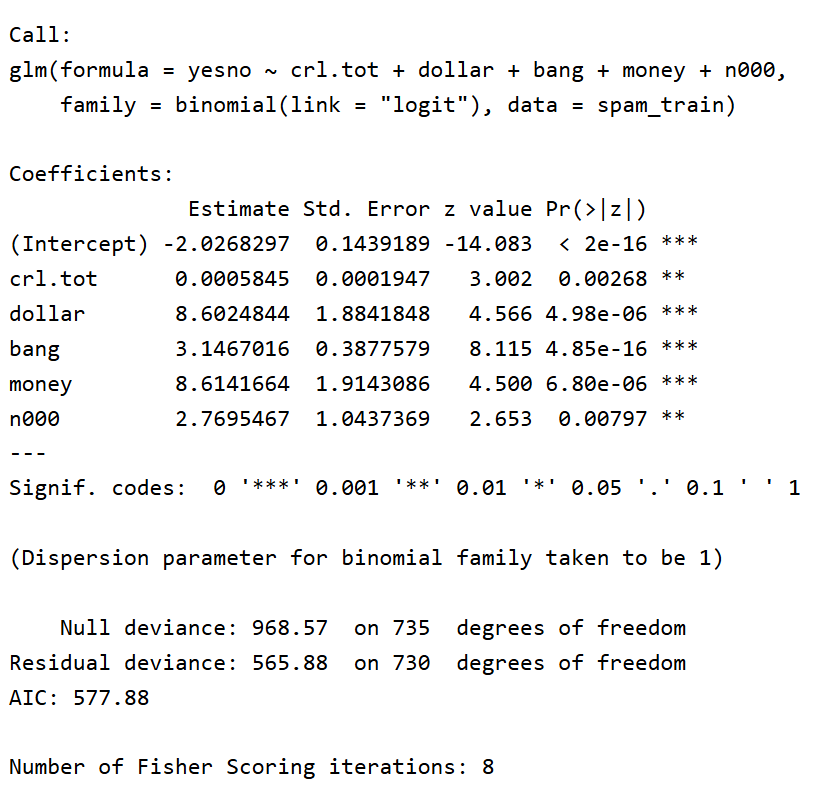 Call:
glm(formula = yesno ~ crl.tot + dollar + bang + money + n000,
    family = binomial(link = "logit"), data = spam_train)

Coefficients:
              Estimate Std. Error z value Pr(>|z|)
(Intercept) -2.0268297  0.1439189 -14.083  < 2e-16 ***
crl.tot      0.0005845  0.0001947   3.002  0.00268 **
dollar       8.6024844  1.8841848   4.566 4.98e-06 ***
bang         3.1467016  0.3877579   8.115 4.85e-16 ***
money        8.6141664  1.9143086   4.500 6.80e-06 ***
n000         2.7695467  1.0437369   2.653  0.00797 **
---
Signif. codes:  0 '***' 0.001 '**' 0.01 '*' 0.05 '.' 0.1 ' ' 1

(Dispersion parameter for binomial family taken to be 1)

    Null deviance: 968.57  on 735  degrees of freedom
Residual deviance: 565.88  on 730  degrees of freedom
AIC: 577.88

Number of Fisher Scoring iterations: 8